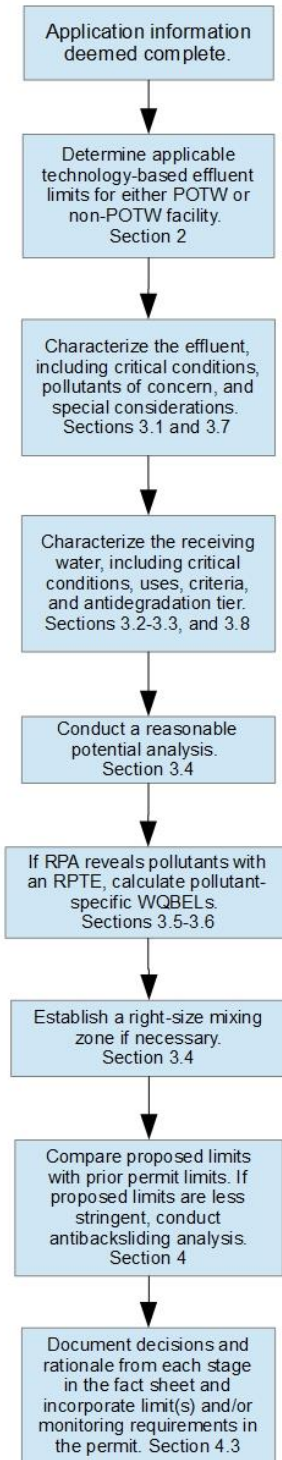 Application information
deemed complete.
Determine applicable
technology-based effluent
limits for either POTW or
non-POTW facility.
Section 2
Characterize the effluent,
including critical conditions,
pollutants of concern, and
special considerations.
Sections 3.1 and 3.7
Characterize the receiving
water, including critical
conditions, uses, criteria,
and antidegradation tier.
Sections 3.2-3.3, and 3.8
Conduct a reasonable
potential analysis.
Section 3.4
If RPA reveals pollutants with
an RPTE, calculate pollutant-
specific WQBELs.
Sections 3.5-3.6
Establish a right-size mixing
zone if necessary.
Section 3.4
Compare proposed limits
with prior permit limits. If
proposed limits are less
stringent, conduct
antibacksliding analysis.
Section 4
Document decisions and
rationale from each stage
in the fact sheet and
incorporate limit(s) and/or
monitoring requirements in
the permit. Section 4.3